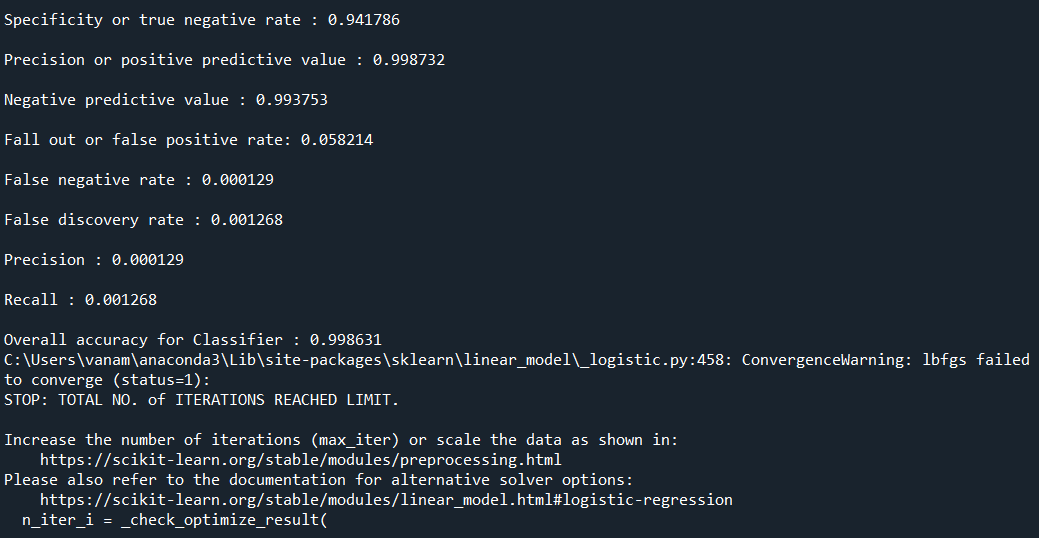 Specificity or true negative rate : 0.941786
Precision or positive predictive value : 0.998732
Negative predictive value : 0.993753
Fall out or false positive rate: 0.058214
False negative rate : 0.000129
False discovery rate : 0.001268
Precision : 0.000129
Recall : 0.001268
Overall accuracy for Classifier : 0.998631
C:\Users\vanam\anaconda3\Lib\site-packages\sklearn\linear_model\_logistic.py:458: ConvergenceWarning: lbfgs failed
to converge (status=1):
STOP: TOTAL NO. of ITERATIONS REACHED LIMIT.
Increase the number of iterations (max_iter) or scale the data as shown in:
    https://scikit-learn.org/stable/modules/preprocessing.html
Please also refer to the documentation for alternative solver options:
    https://scikit-learn.org/stable/modules/linear_model.html#logistic-regression
  n_iter_i = _check_optimize_result(